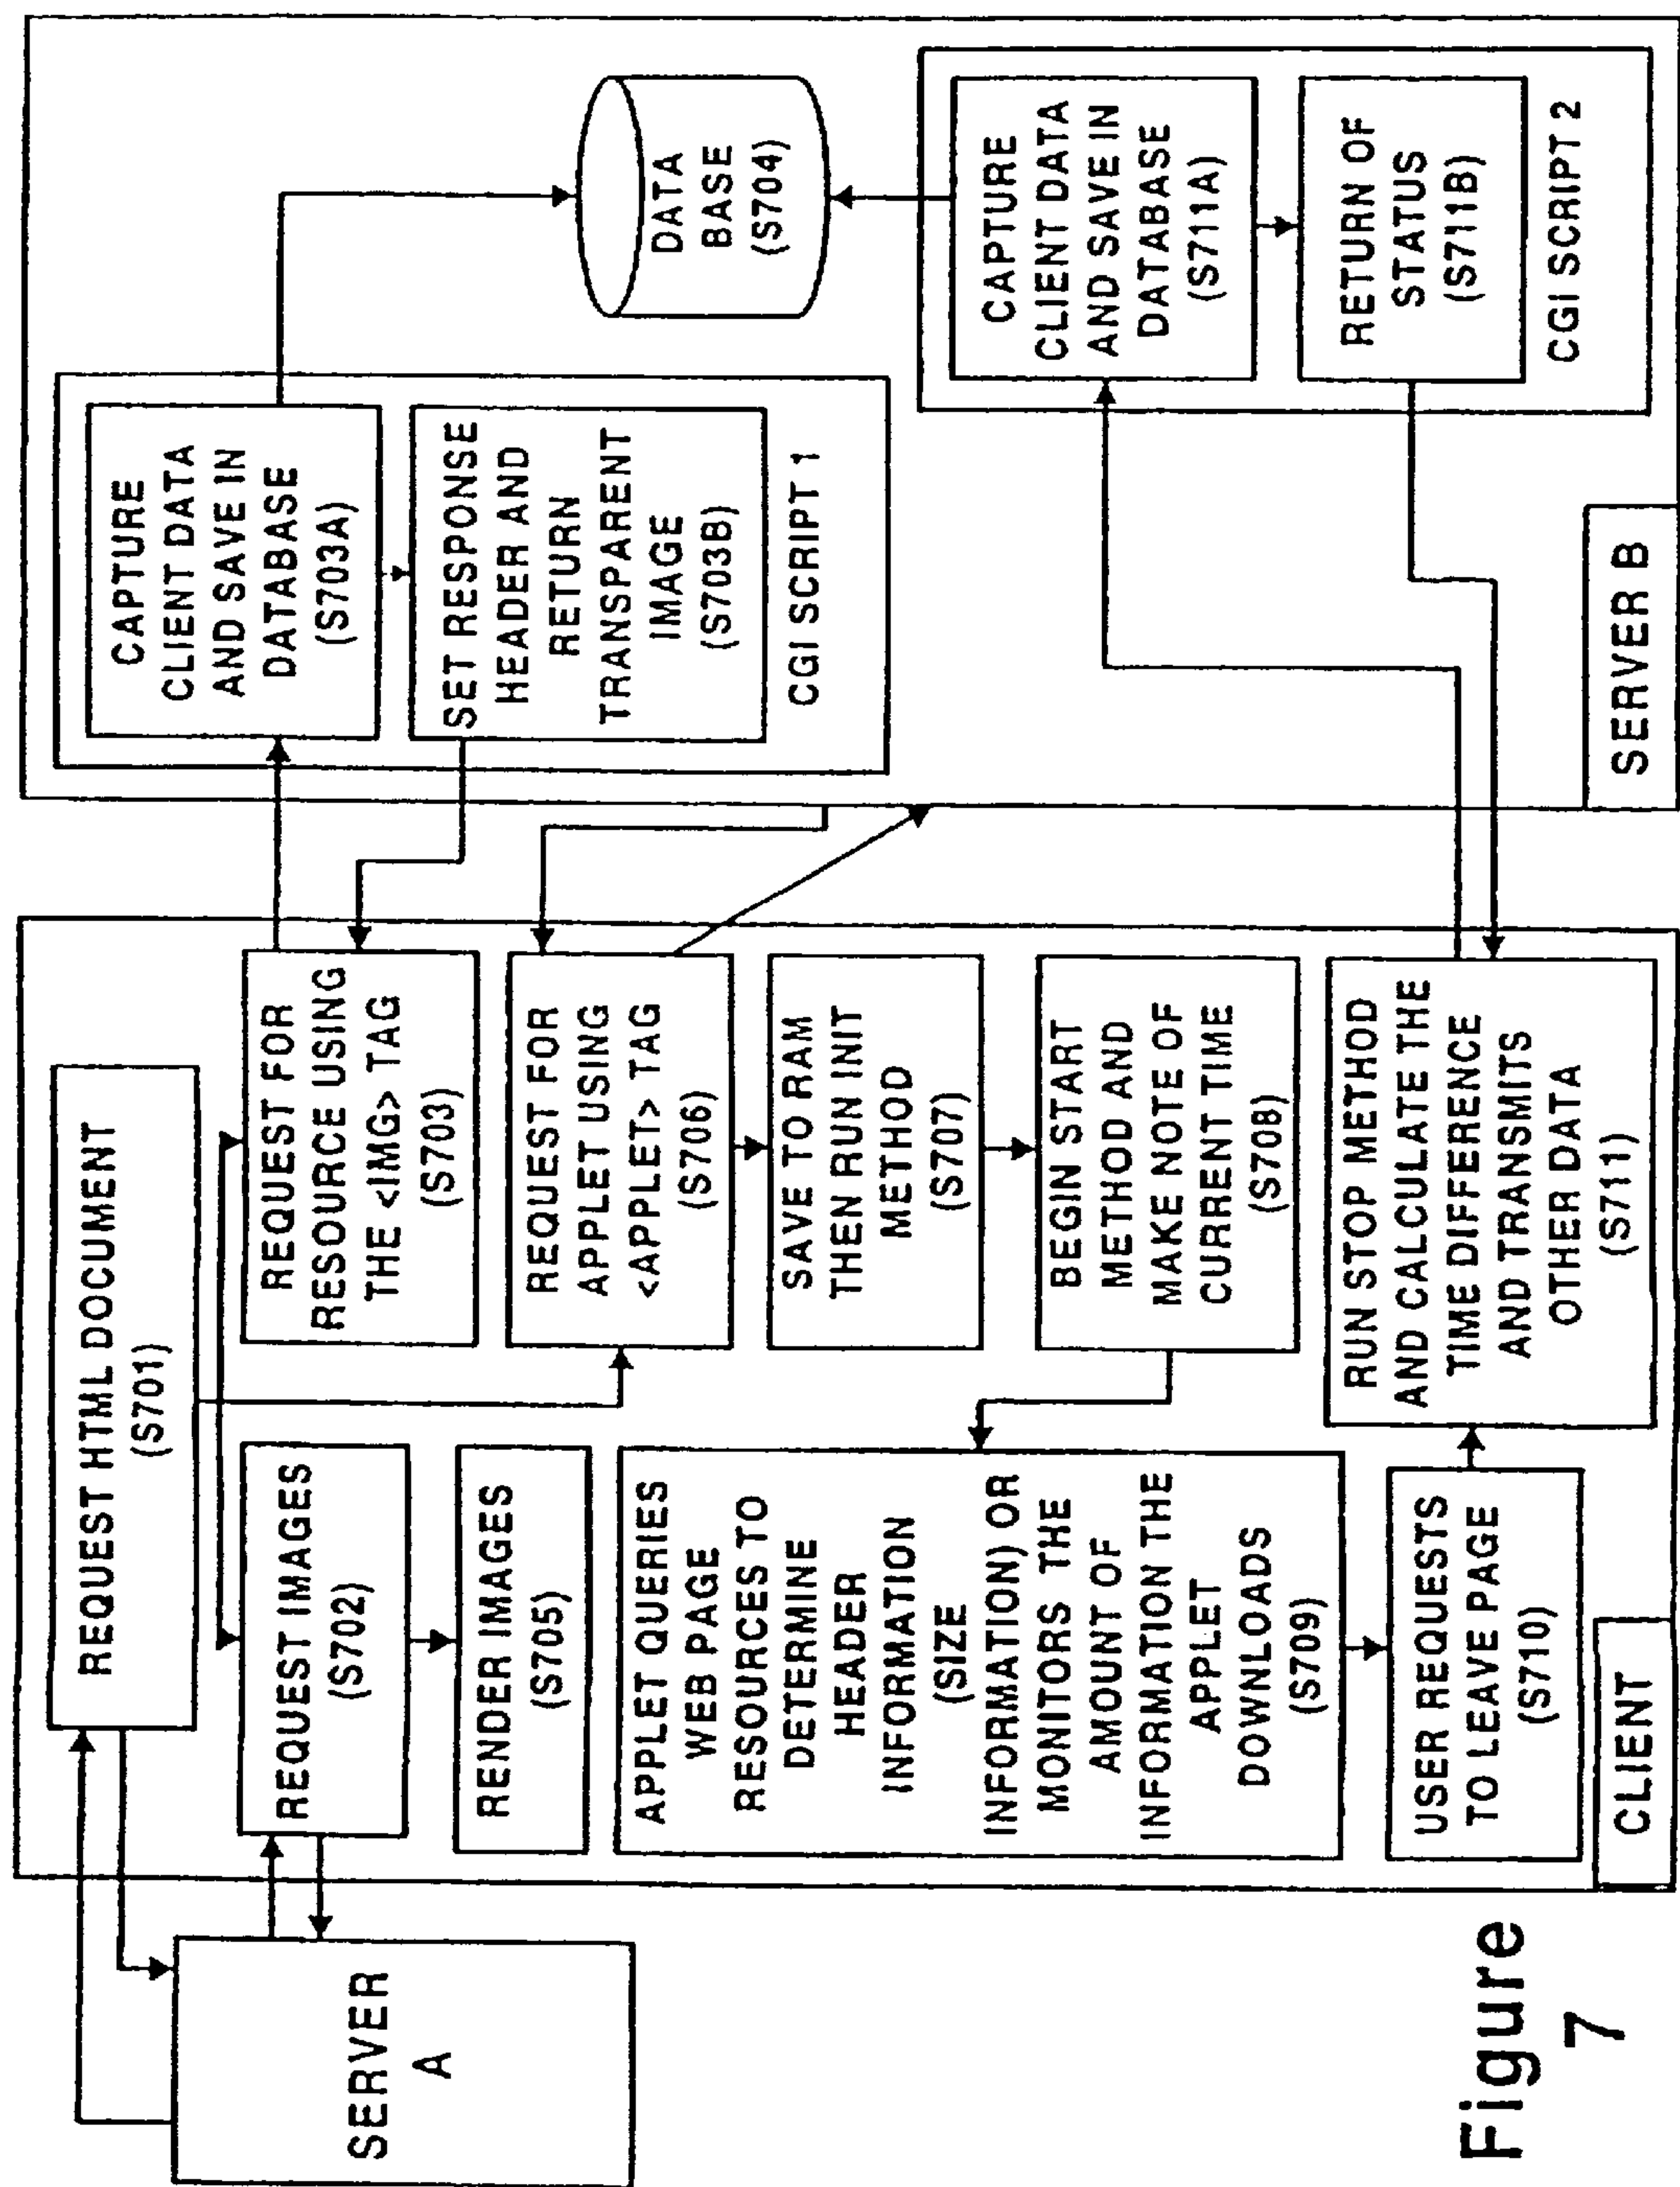 SERVER
A
REQUEST HTML DOCUMENT
(S701)
REQUEST IMAGES
(S702)
RENDER IMAGES
(S705)
REQUEST FOR
RESOURCE USING
THE <IMG> TAG
(S703)
REQUEST FOR
APPLET USING
<APPLET> TAG
(S706)
SAVE TO RAM
THEN RUN INIT
METHOD
(S707)
BEGIN START
METHOD AND
MAKE NOTE OF
CURRENT TIME
(S708)
APPLET QUERIES
WEB PAGE
RESOURCES TO
DETERMINE
HEADER
INFORMATION
(SIZE
INFORMATION) OR
MONITORS THE
AMOUNT OF
INFORMATION THE
APPLET
DOWNLOADS
(S709)
USER REQUESTS
TO LEAVE PAGE
(S710)
RUN STOP METHOD
AND CALCULATE THE
TIME DIFFERENCE
AND TRANSMITS
OTHER DATA
(S711)
CLIENT
CAPTURE
CLIENT DATA
AND SAVE IN
DATABASE
(S703A)
SET RESPONSE
HEADER AND
RETURN
TRANSPARENT
IMAGE
(S703B)
CGI SCRIPT 1
DATA
BASE
(S704)
CAPTURE
CLIENT DATA
AND SAVE IN
DATABASE
(S711A)
RETURN OF
STATUS
(S711B)
CGI SCRIPT 2
SERVER B
Figure
7